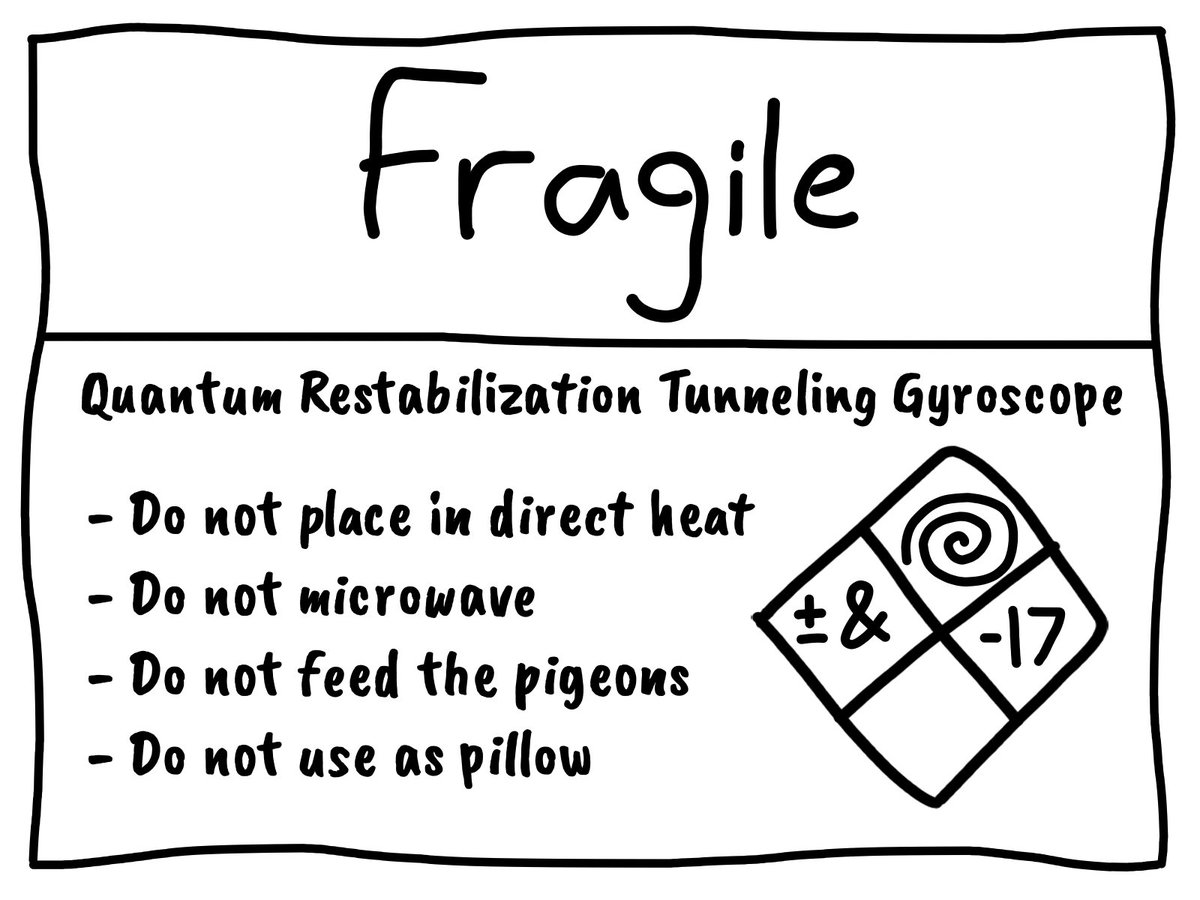 Fragile
Quantum Restabilization Tunneling Gyroscope
- Do not place in direct heat
- Do not microwave
- Do not feed the pigeons
- Do not use as pillow
±&
-17